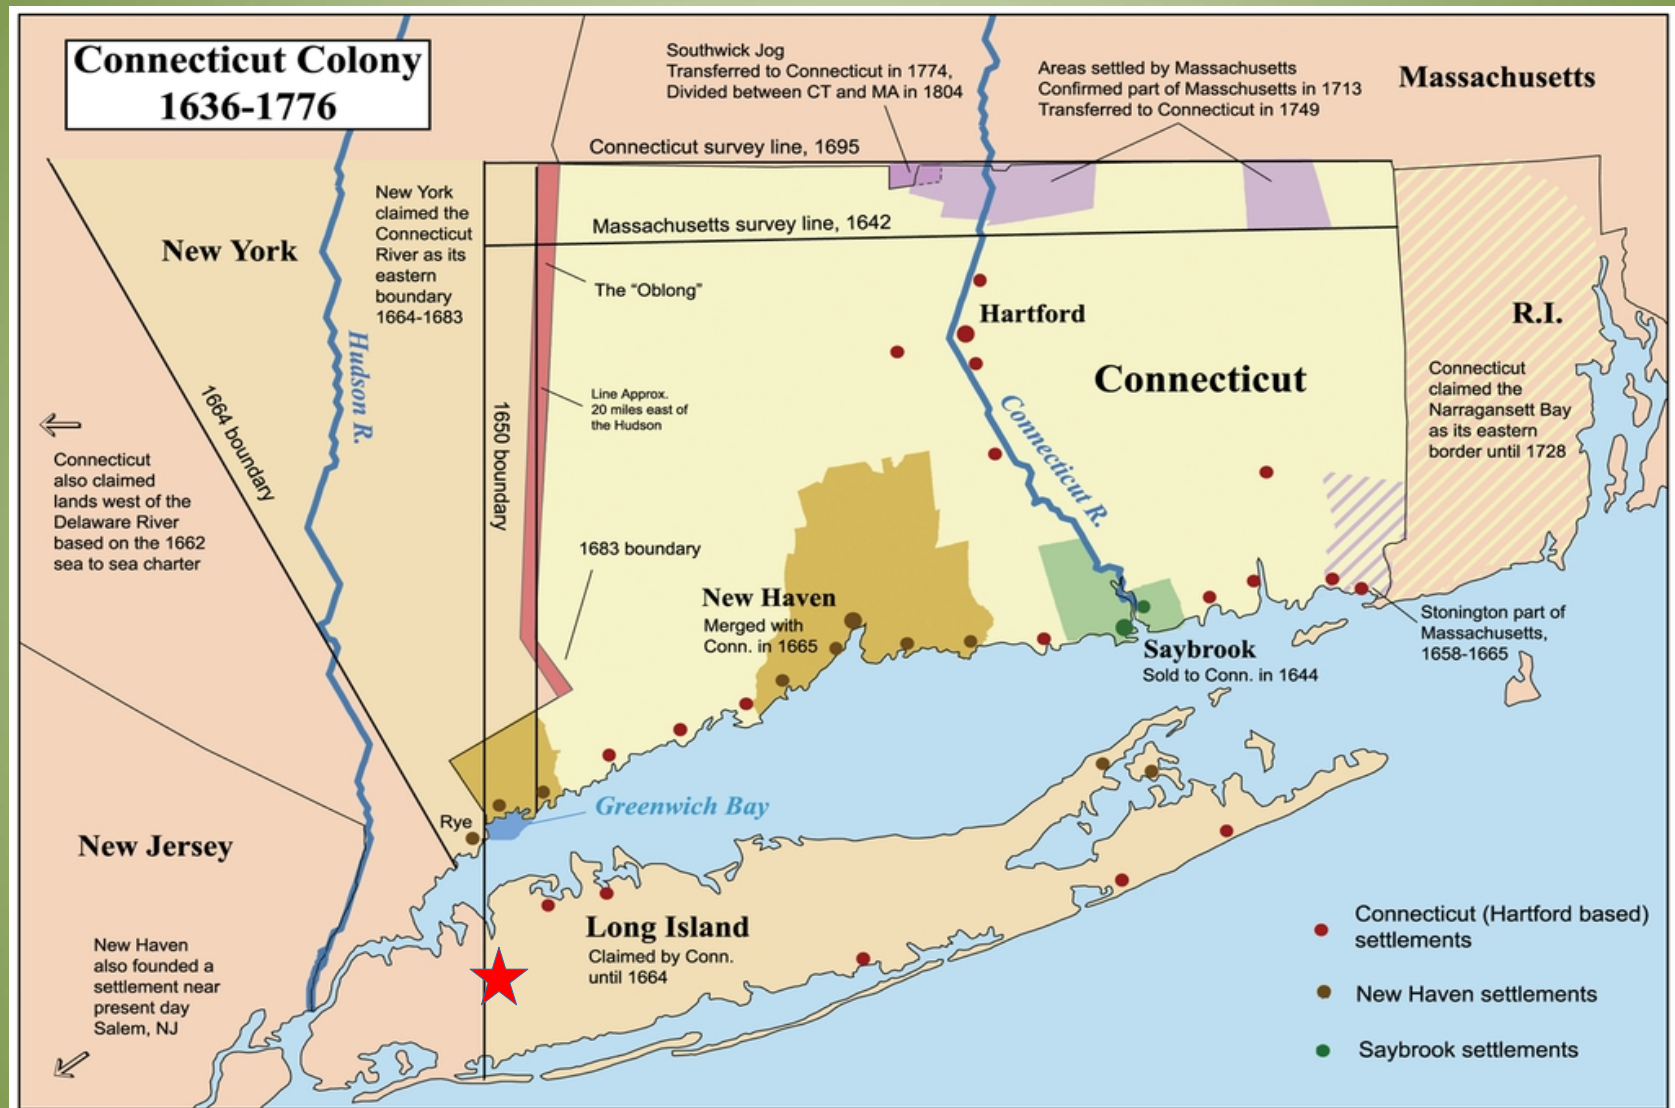 Connecticut Colony
1636-1776
Southwick Jog
Transferred to Connecticut in 1774,
Divided between CT and MA in 1804
Areas settled by Massachusetts
Confirmed part of Masschusetts in 1713
Transferred to Connecticut in 1749
Massachusetts
Connecticut survey line, 1695
New York
claimed the
Connecticut
River as its
eastern
boundary
1664-1683
Massachusetts survey line, 1642
New York
The “Oblong”
Hartford
R.I.
Hudson R.
Connecticut
Connecticut
claimed the
Narragansett Bay
as its eastern
border until 1728
Line Approx.
20 miles east of
the Hudson
1664 boundary
1650 boundary
Connecticut R.
Connecticut
also claimed
lands west of the
Delaware River
based on the 1662
sea to sea charter
1683 boundary
New Haven
Merged with
Conn. in 1665
Stonington part of
Massachusetts,
1658-1665
Saybrook
Sold to Conn. in 1644
Greenwich Bay
Rye
New Jersey
Long Island
Claimed by Conn.
until 1664
New Haven
also founded a
settlement near
present day
Salem, NJ
Connecticut (Hartford based)
settlements
New Haven settlements
Saybrook settlements